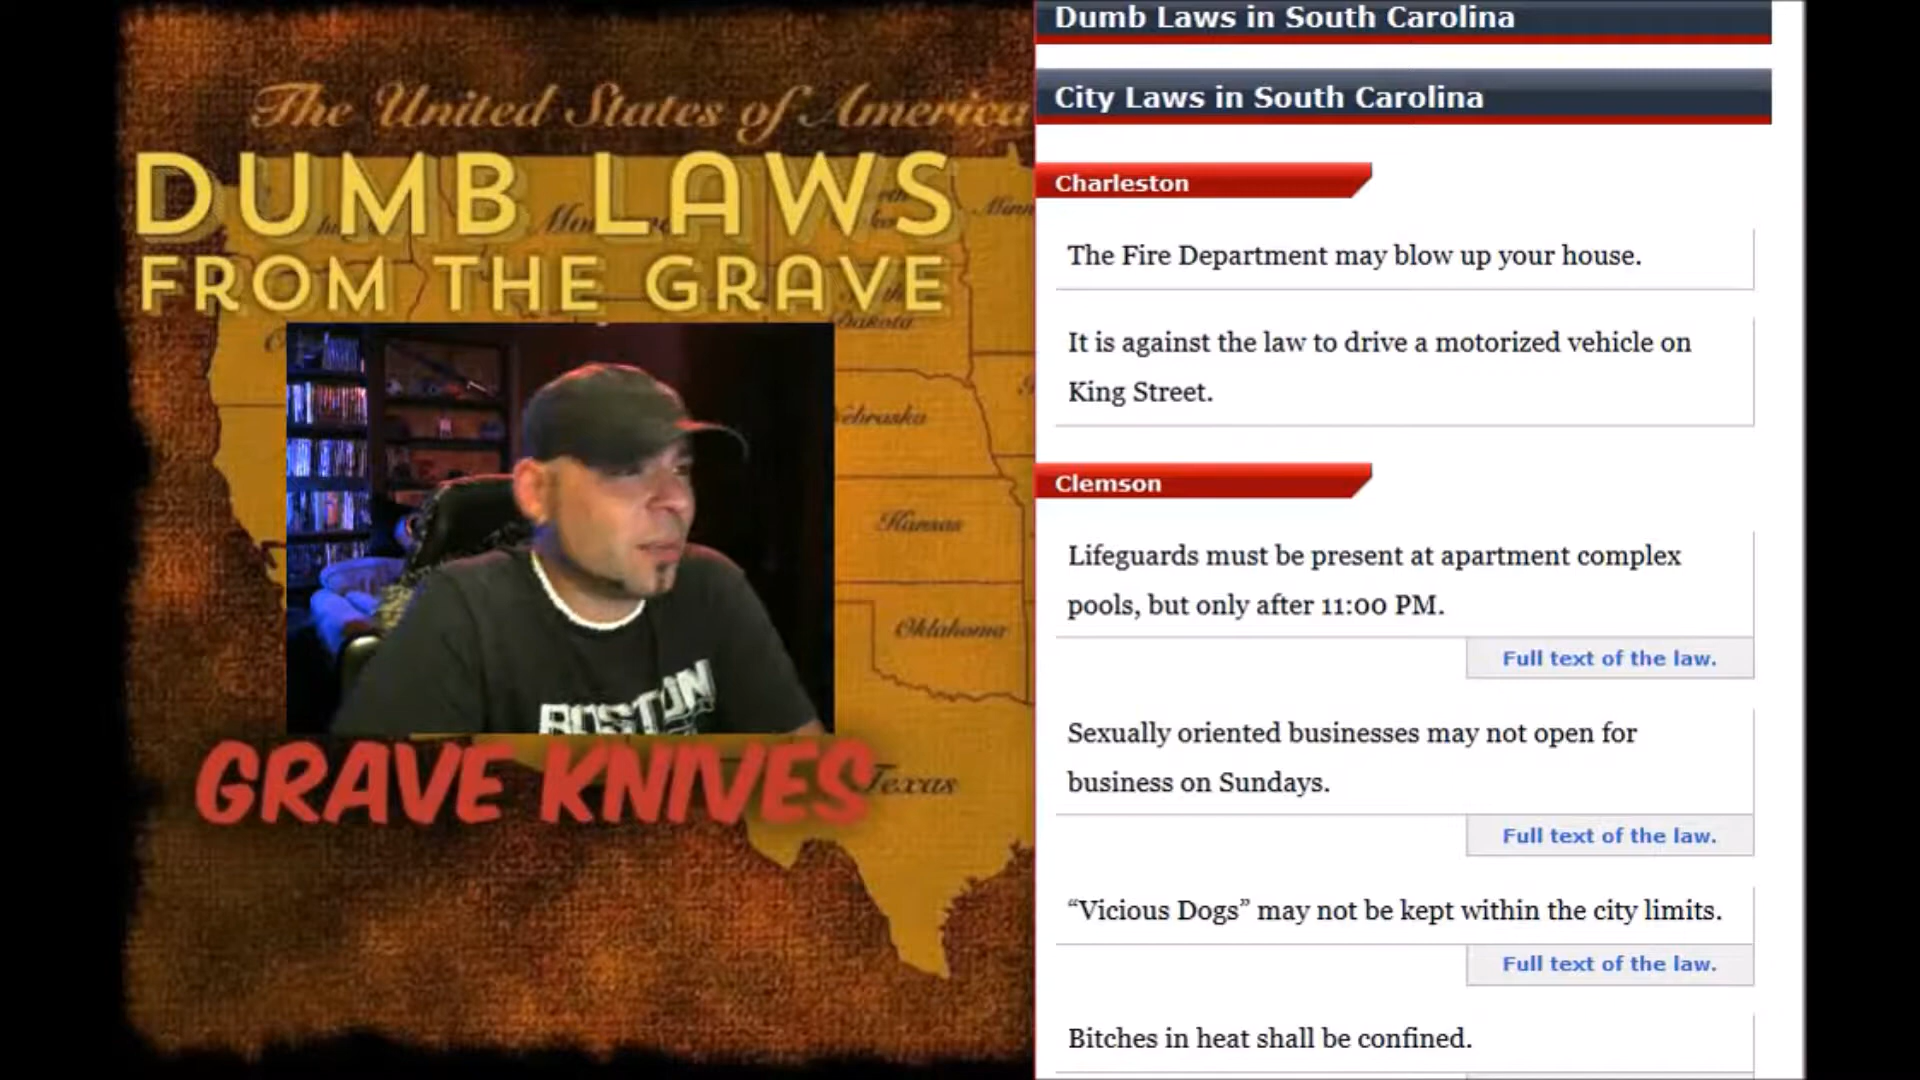 The United States of America
DUMB LAWS
FROM THE GRAVE
Dakota
Nebraska
Kansas
Oklahoma
Texas
BOSTON
GRAVE KNIVES
Dumb Laws in South Carolina
City Laws in South Carolina
Charleston
The Fire Department may blow up your house.
It is against the law to drive a motorized vehicle on
King Street.
Clemson
Lifeguards must be present at apartment complex
pools, but only after 11:00 PM.
Full text of the law.
Sexually oriented businesses may not open for
business on Sundays.
Full text of the law.
“Vicious Dogs” may not be kept within the city limits.
Full text of the law.
Bitches in heat shall be confined.